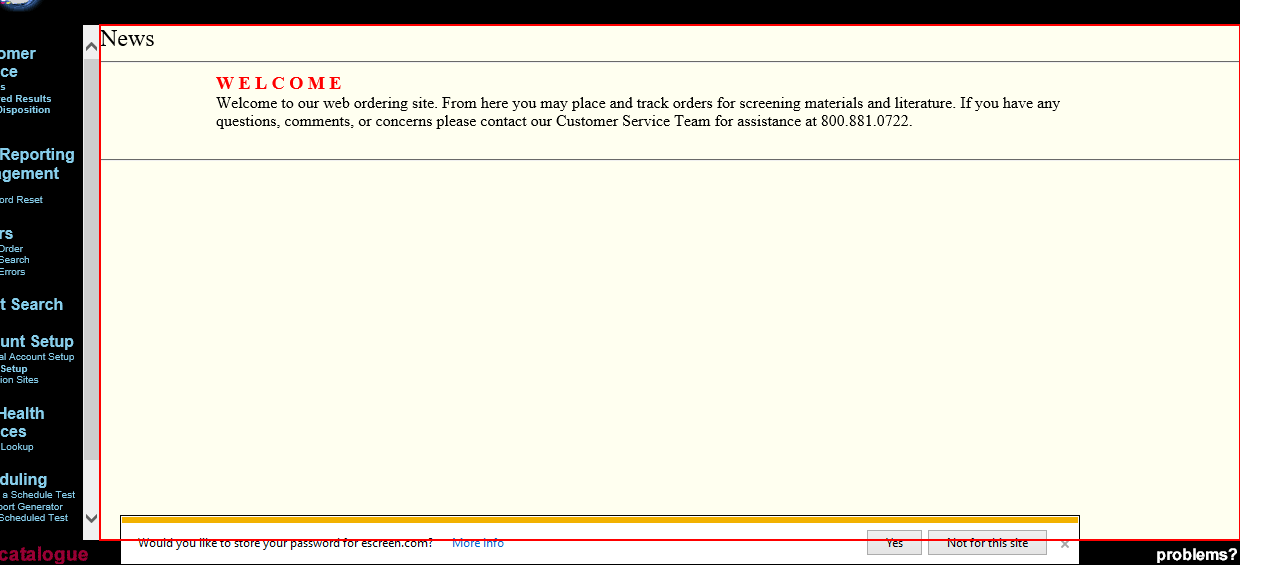 News
WELCOME
Welcome to our web ordering site. From here you may place and track orders for screening materials and literature. If you have any
questions, comments, or concerns please contact our Customer Service Team for assistance at 800.881.0722.
omer
ce
s
ed Results
Disposition
Reporting
gement
ord Reset
rs
Order
Search
Errors
t Search
unt Setup
al Account Setup
Setup
ion Sites
Health
ces
Lookup
duling
a Schedule Test
port Generator
Scheduled Test
catalogue
Would you like to store your password for escreen.com? More info Yes Not for this site ×
problems?